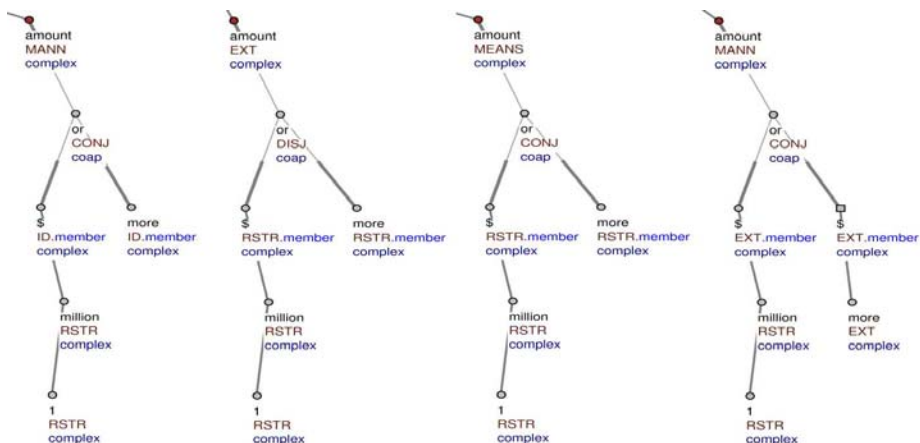 amount
MANN
complex
or
CONJ
coap
$
ID.member
complex
more
ID.member
complex
million
RSTR
complex
1
RSTR
complex
amount
EXT
complex
or
DISJ
coap
$
RSTR.member
complex
more
RSTR.member
complex
million
RSTR
complex
1
RSTR
complex
amount
MEANS
complex
or
CONJ
coap
$
RSTR.member
complex
more
RSTR.member
complex
million
RSTR
complex
1
RSTR
complex
amount
MANN
complex
or
CONJ
coap
$
EXT.member
complex
$
EXT.member
complex
million
RSTR
complex
more
EXT
complex
1
RSTR
complex